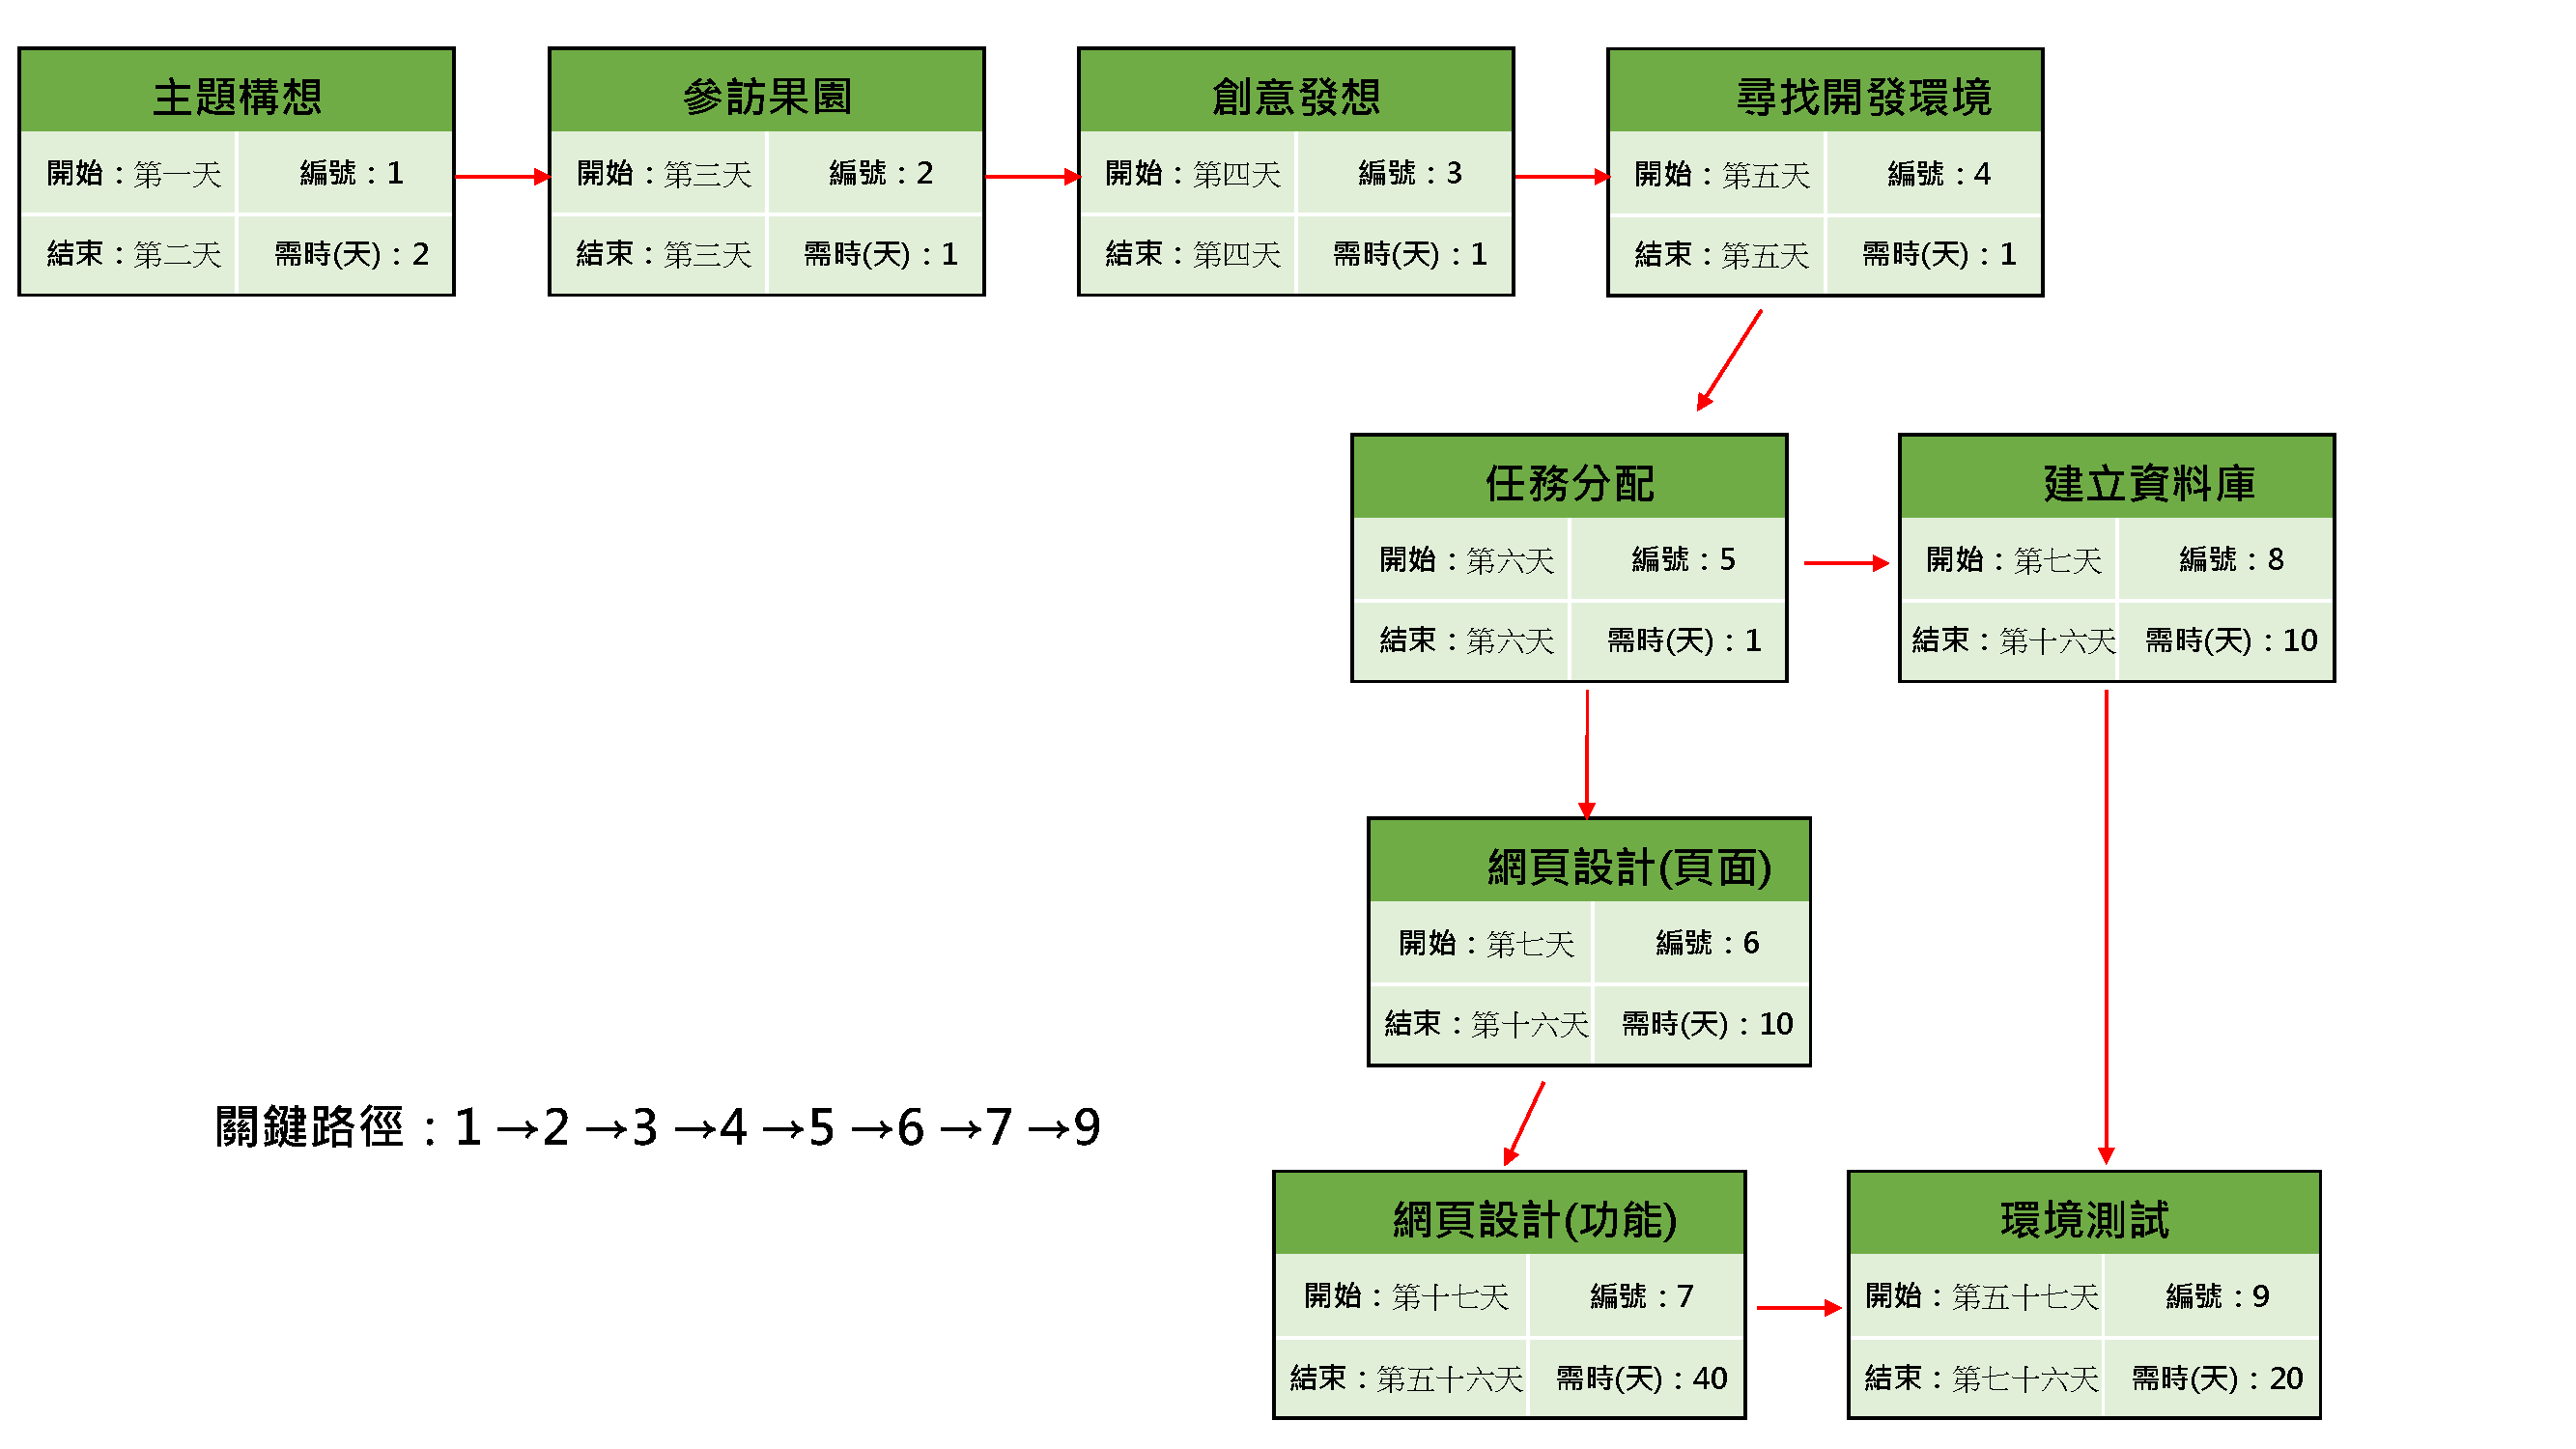 主題構想
開始：第一天 編號：1
結束：第二天 需時(天)：2
參訪果園
開始：第三天 編號：2
結束：第三天 需時(天)：1
創意發想
開始：第四天 編號：3
結束：第四天 需時(天)：1
尋找開發環境
開始：第五天 編號：4
結束：第五天 需時(天)：1
任務分配
開始：第六天 編號：5
結束：第六天 需時(天)：1
建立資料庫
開始：第七天 編號：8
結束：第十六天 需時(天)：10
網頁設計(頁面)
開始：第七天 編號：6
結束：第十六天 需時(天)：10
關鍵路徑：1→2→3→4→5→6→7→9
網頁設計(功能)
開始：第十七天 編號：7
結束：第五十六天 需時(天)：40
環境測試
開始：第五十七天 編號：9
結束：第七十六天 需時(天)：20